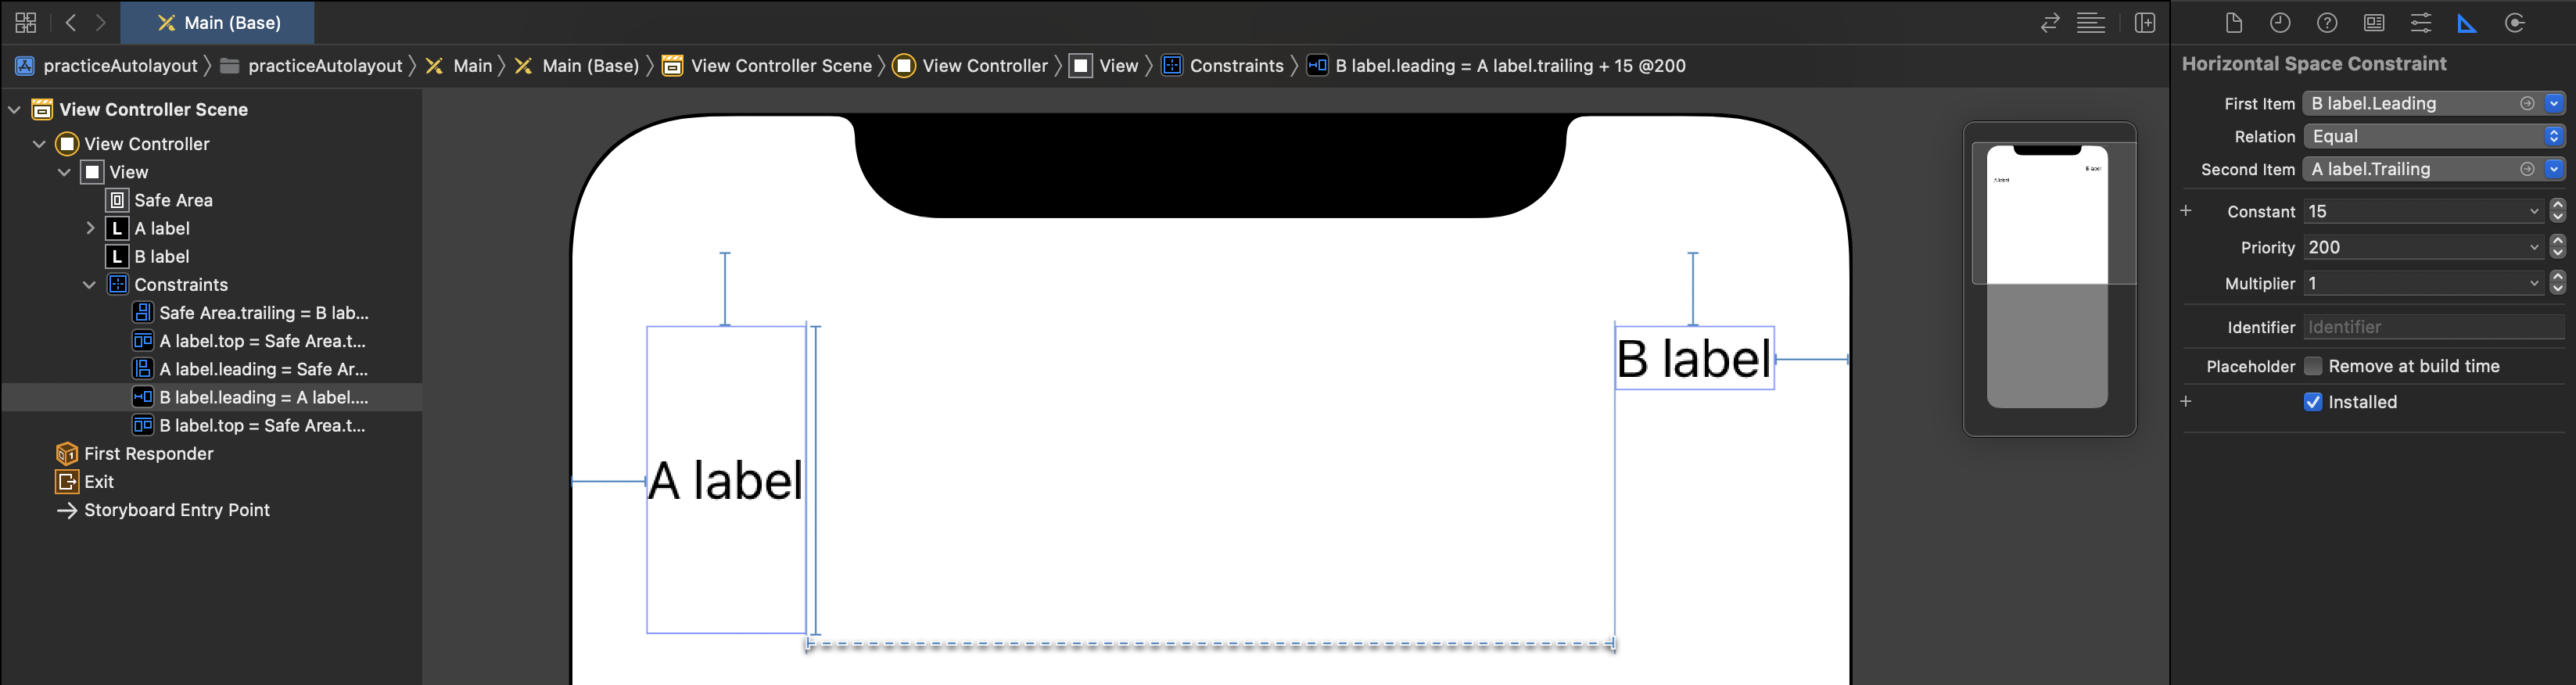 Main (Base)
practiceAutolayout
practiceAutolayout
Main
Main (Base)
View Controller Scene
View Controller
View
Constraints
B label.leading = A label.trailing + 15 @200
View Controller Scene
View Controller
View
Safe Area
L A label
L B label
Constraints
Safe Area.trailing = B lab...
A label.top = Safe Area.t...
A label.leading = Safe Ar...
B label.leading = A label....
B label.top = Safe Area.t...
First Responder
Exit
Storyboard Entry Point
B label
A label
B label
A label
Horizontal Space Constraint
First Item B label.Leading
Relation Equal
Second Item A label.Trailing
+ Constant 15
Priority 200
Multiplier 1
Identifier Identifier
Placeholder Remove at build time
+ Installed